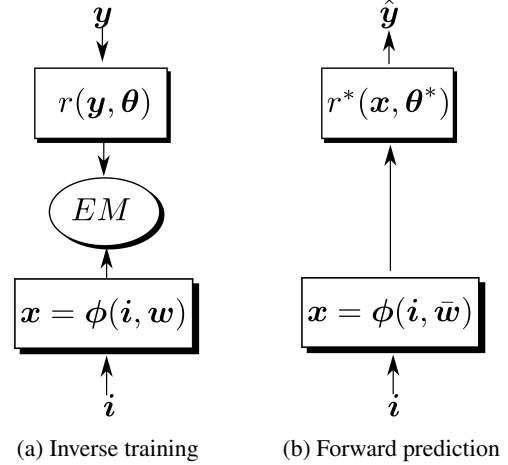 y
r(y, θ)
EM
x = ϕ(i, w)
i
(a) Inverse training
ŷ
r*(x, θ*)
x = ϕ(i, w̄)
i
(b) Forward prediction